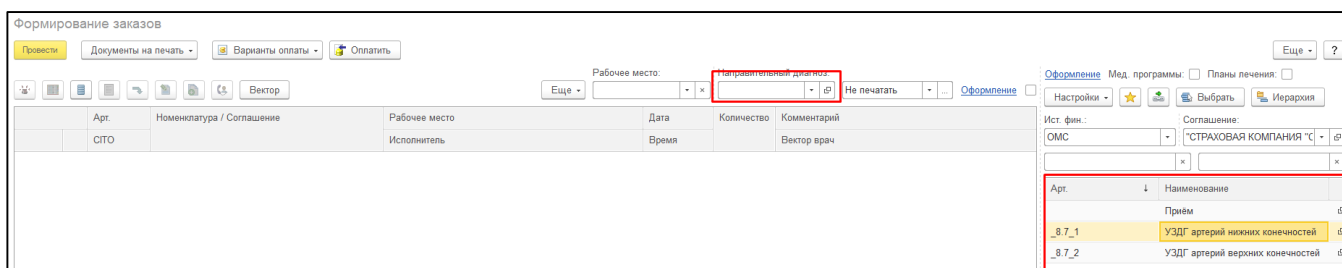 Формирование заказов
Провести Документы на печать Варианты оплаты Оплатить Еще ?
Рабочее место: Направительный диагноз: Оформление Мед. программы: Планы лечения:
Вектор Еще Не печатать ... Оформление Настройки Выбрать Иерархия
Ист. фин.: Соглашение:
ОМС "СТРАХОВАЯ КОМПАНИЯ "С
Арт. Номенклатура / Соглашение Рабочее место Дата Количество Комментарий
CITO Исполнитель Время Вектор врач
Арт. ↓ Наименование
Приём
_8.7_1 УЗДГ артерий нижних конечностей
_8.7_2 УЗДГ артерий верхних конечностей